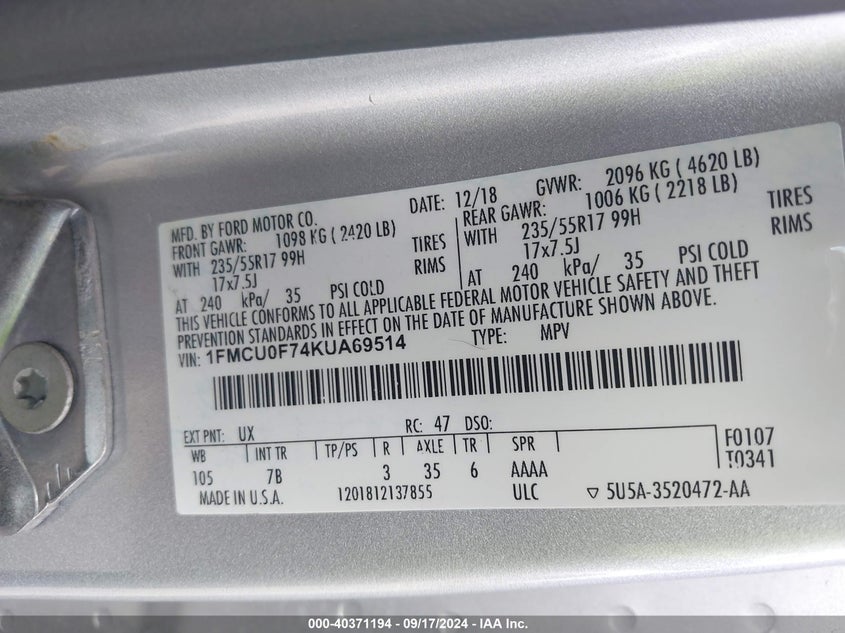 MFD. BY FORD MOTOR CO.
DATE: 12/18 GVWR: 2096 KG ( 4620 LB)
FRONT GAWR: 1098 KG ( 2420 LB)
REAR GAWR: 1006 KG ( 2218 LB)
WITH 235/55R17 99H TIRES
WITH 235/55R17 99H TIRES
17x7.5J RIMS
17x7.5J RIMS
AT 240 kPa/ 35 PSI COLD
AT 240 kPa/ 35 PSI COLD
THIS VEHICLE CONFORMS TO ALL APPLICABLE FEDERAL MOTOR VEHICLE SAFETY AND THEFT
PREVENTION STANDARDS IN EFFECT ON THE DATE OF MANUFACTURE SHOWN ABOVE.
VIN: 1FMCU0F74KUA69514 TYPE: MPV
EXT PNT: UX RC: 47 DSO:
WB INT TR TP/PS R AXLE TR SPR F0107
105 7B 3 35 6 AAAA T0341
MADE IN U.S.A. 1201812137855 ULC ▽ 5U5A-3520472-AA
000-40371194 - 09/17/2024 - IAA Inc.